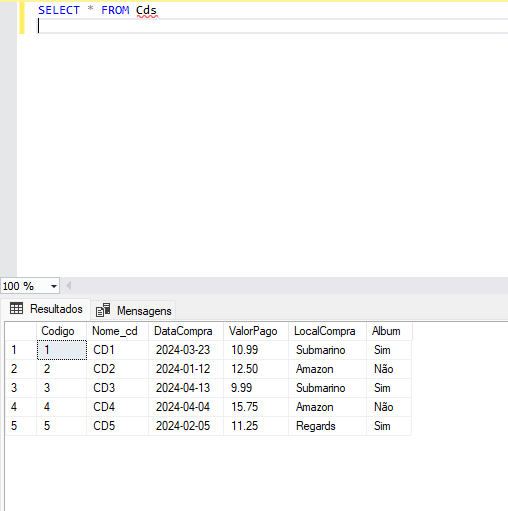 SELECT * FROM Cds
100 %
Resultados Mensagens
Codigo Nome_cd DataCompra ValorPago LocalCompra Album
1 1 CD1 2024-03-23 10.99 Submarino Sim
2 2 CD2 2024-01-12 12.50 Amazon Não
3 3 CD3 2024-04-13 9.99 Submarino Sim
4 4 CD4 2024-04-04 15.75 Amazon Não
5 5 CD5 2024-02-05 11.25 Regards Sim